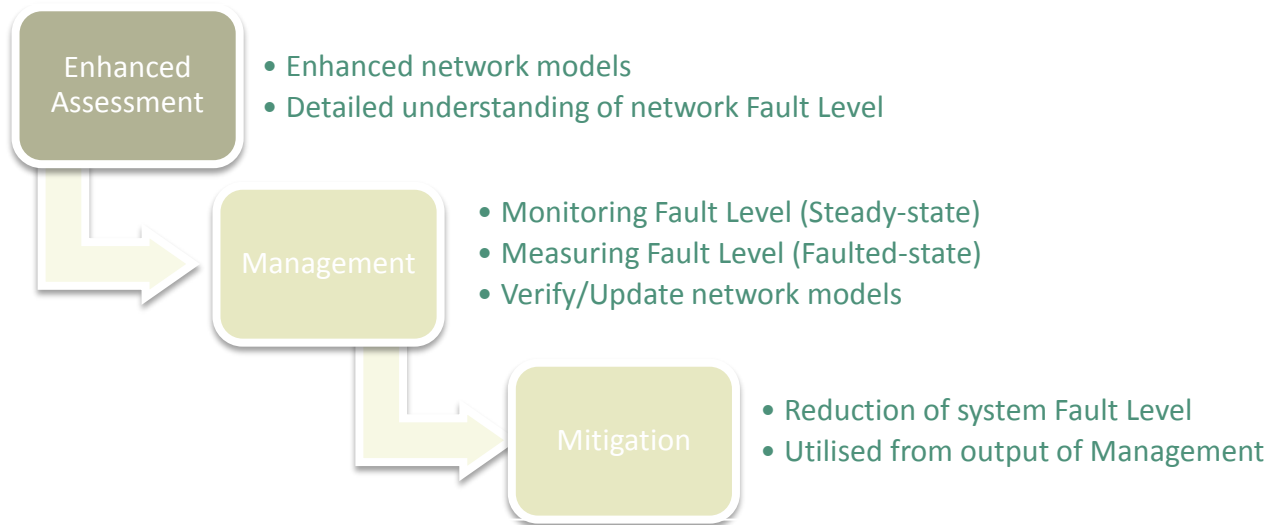 Enhanced
Assessment
• Enhanced network models
• Detailed understanding of network Fault Level
Management
• Monitoring Fault Level (Steady-state)
• Measuring Fault Level (Faulted-state)
• Verify/Update network models
Mitigation
• Reduction of system Fault Level
• Utilised from output of Management